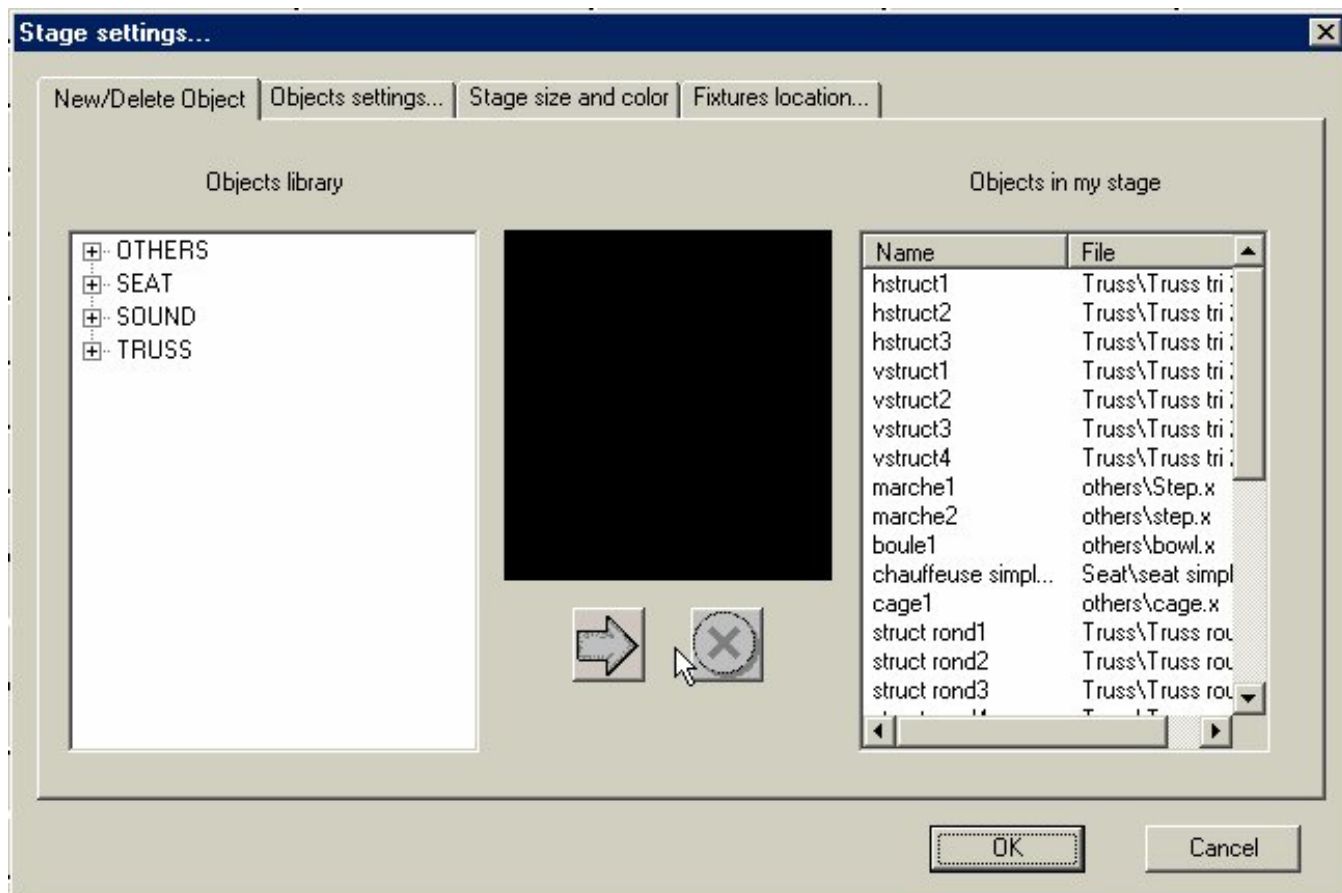 Stage settings...
New/Delete Object Objects settings... Stage size and color Fixtures location...
Objects library
Objects in my stage
OTHERS
SEAT
SOUND
TRUSS
Name File
hstruct1 Truss\Truss tri
hstruct2 Truss\Truss tri
hstruct3 Truss\Truss tri
vstruct1 Truss\Truss tri
vstruct2 Truss\Truss tri
vstruct3 Truss\Truss tri
vstruct4 Truss\Truss tri
marche1 others\Step.x
marche2 others\step.x
boule1 others\bowl.x
chauffeuse simpl... Seat\seat simpl
cage1 others\cage.x
struct rond1 Truss\Truss rou
struct rond2 Truss\Truss rou
struct rond3 Truss\Truss rou
OK Cancel